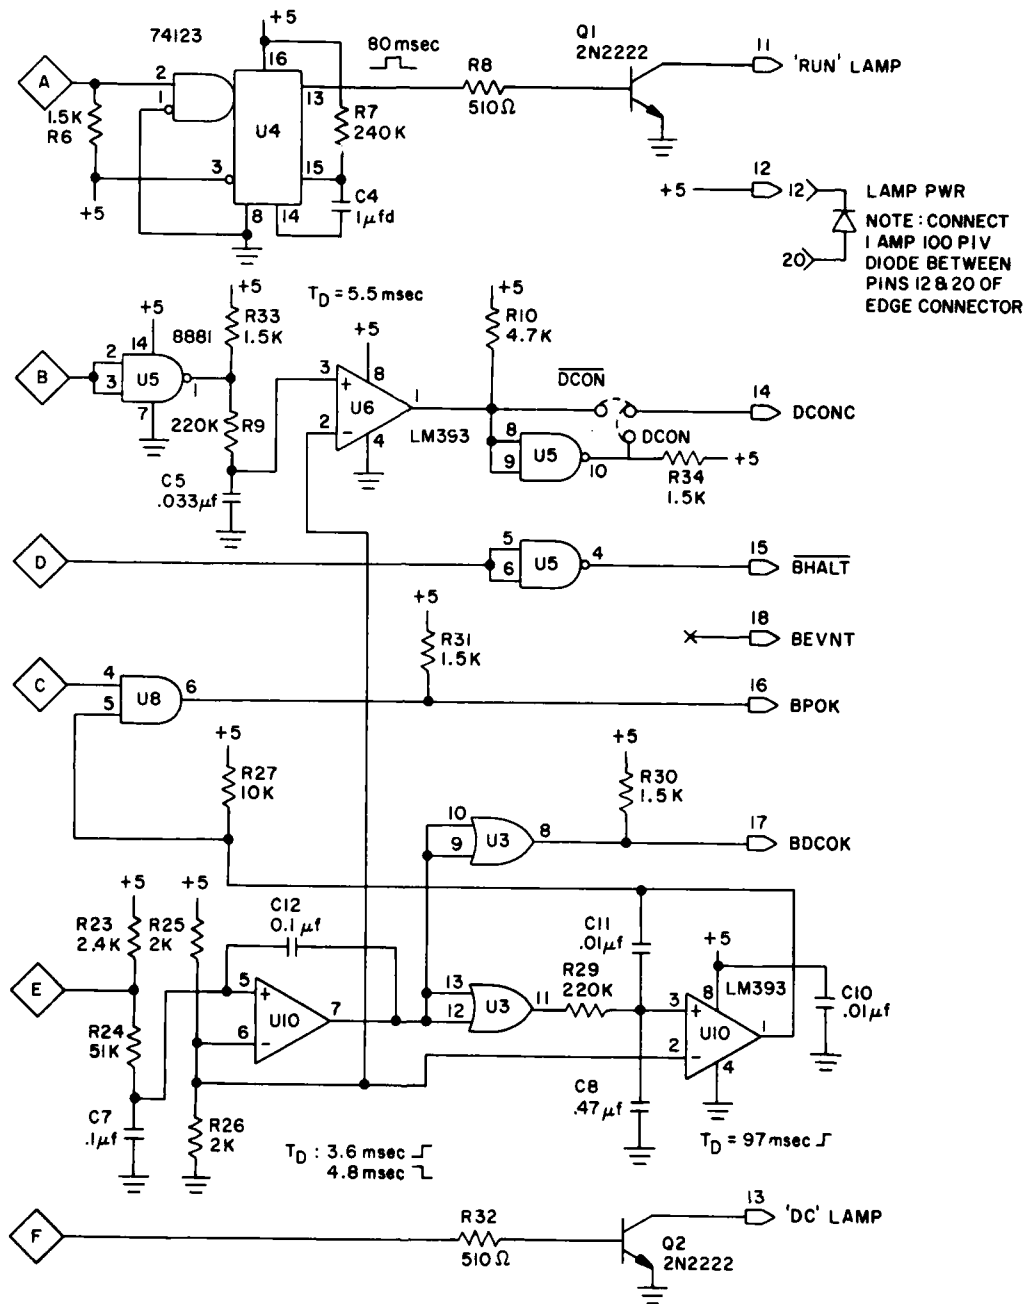 +5
74123
80 msec
Q1
2N2222
11
'RUN' LAMP
A
2
1
16
13
R8
510Ω
1.5K
R6
U4
R7
240K
3
15
+5
8
14
C4
1µfd
+5
12
12
LAMP PWR
20
NOTE: CONNECT
1 AMP 100 PIV
DIODE BETWEEN
PINS 12 & 20 OF
EDGE CONNECTOR
+5
T_D = 5.5 msec
+5
+5
R33
1.5K
8881
+5
R10
4.7K
B
14
2
3
U5
1
7
3
+
8
U6
1
2
−
4
LM393
D̅C̅O̅N̅
14
DCONC
220K
R9
DCON
8
9
U5
10
R34
1.5K
+5
C5
.033µf
D
5
6
U5
4
15
B̅H̅A̅L̅T̅
+5
18
BEVNT
R31
1.5K
C
4
5
U8
6
16
BPOK
+5
R27
10K
+5
R30
1.5K
10
9
U3
8
17
BDCOK
+5
+5
C12
0.1µf
R23
2.4K
R25
2K
C11
.01µf
+5
E
5
+
U10
7
6
−
13
12
U3
11
R29
220K
3
+
8
LM393
U10
1
2
−
4
C10
.01µf
R24
51K
C7
.1µf
R26
2K
C8
.47µf
T_D : 3.6 msec
4.8 msec
T_D = 97 msec
F
R32
510Ω
13
'DC' LAMP
Q2
2N2222